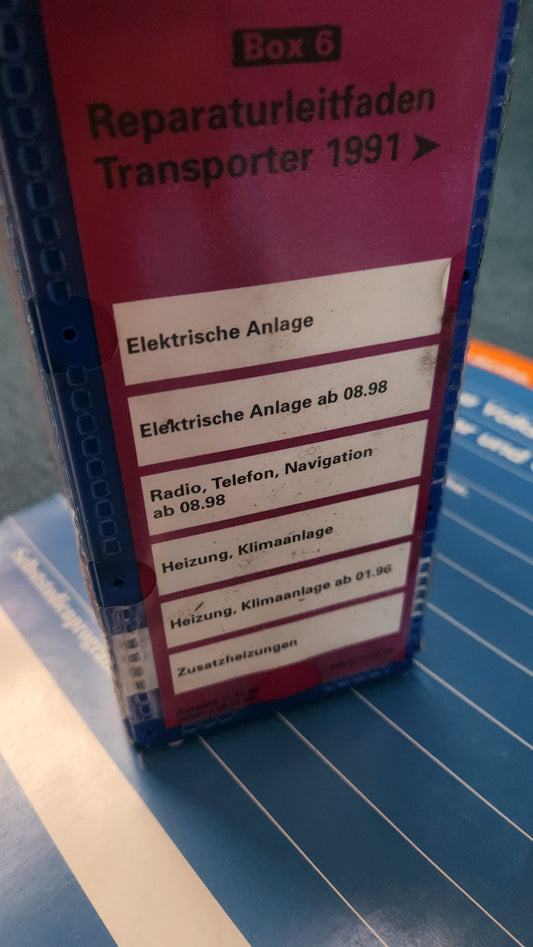 Box 6
Reparaturleitfaden
Transporter 1991 ➤
Elektrische Anlage
Elektrische Anlage ab 08.98
Radio, Telefon, Navigation
ab 08.98
Heizung, Klimaanlage
Heizung, Klimaanlage ab 01.96
Zusatzheizungen